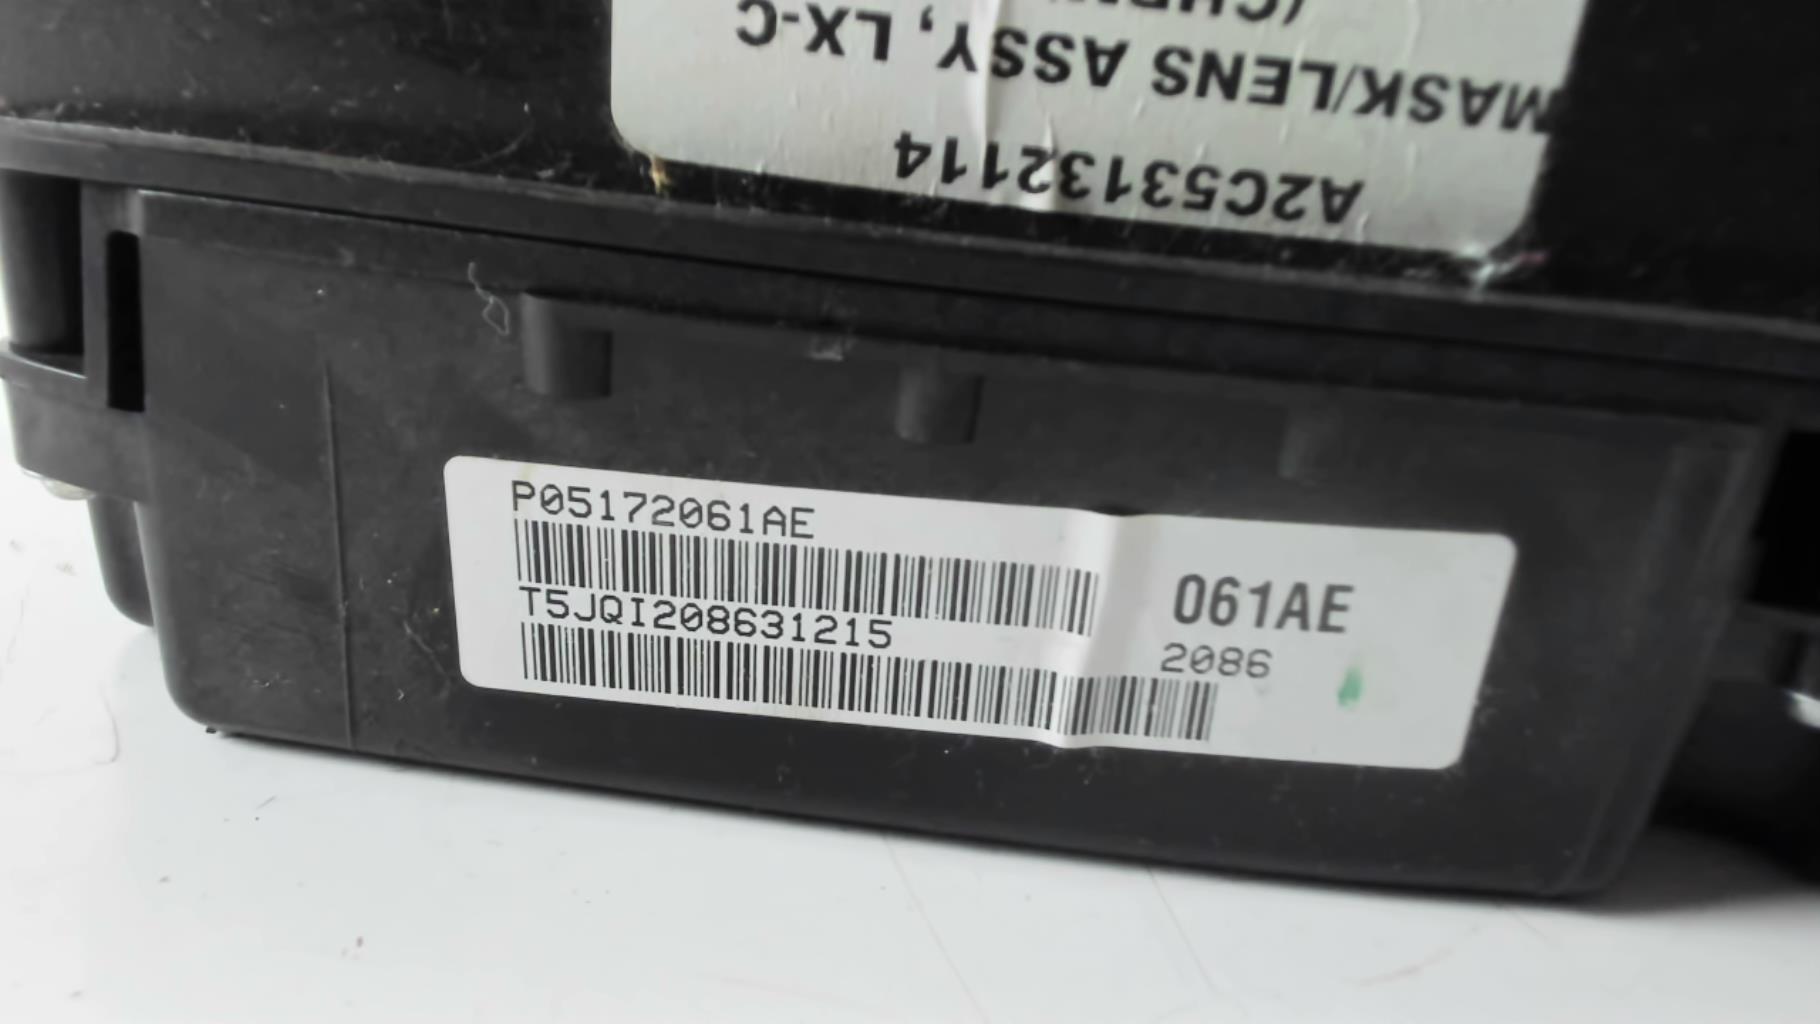 A2C53132114
MASK/LENS ASSY, LX-C
P05172061AE
T5JQI208631215
061AE
2086